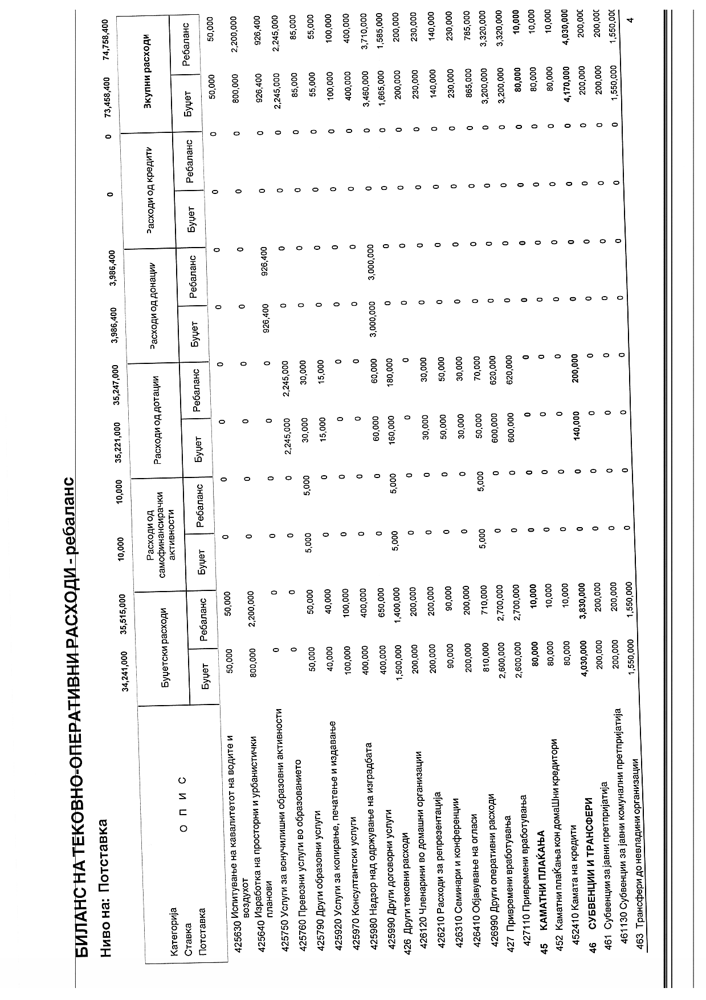 БИЛАНС НА ТЕКОВНО-ОПЕРАТИВНИ РАСХОДИ - ребаланс
Ниво на: Потставка
34,241,000 35,515,000 10,000 10,000 35,221,000 35,247,000 3,986,400 3,986,400 0 0 73,458,400 74,758,400
Категорија
Ставка О П И С
Потставка
Буџетски расходи Расходи од самофинансирачки активности Расходи од дотации Расходи од донации Расходи од кредити Вкупни расходи
Буџет Ребаланс Буџет Ребаланс Буџет Ребаланс Буџет Ребаланс Буџет Ребаланс Буџет Ребаланс
425630 Испитување на кавалитетот на водите и 50,000 50,000 0 0 0 0 0 0 0 0 50,000 50,000
воздухот
425640 Изработка на просторни и урбанистички 800,000 2,200,000 0 0 0 0 0 0 0 0 800,000 2,200,000
планови
425750 Услуги за вонучилишни образовни активности 0 0 0 0 0 0 926,400 926,400 0 0 926,400 926,400
425760 Превозни услуги во образованието 0 0 0 0 2,245,000 2,245,000 0 0 0 0 2,245,000 2,245,000
425790 Други образовни услуги 50,000 50,000 5,000 5,000 30,000 30,000 0 0 0 0 85,000 85,000
425920 Услуги за копирање, печатење и издавање 40,000 40,000 0 0 15,000 15,000 0 0 0 0 55,000 55,000
425970 Консултантски услуги 100,000 100,000 0 0 0 0 0 0 0 0 100,000 100,000
425980 Надзор над одржување на изградбата 400,000 400,000 0 0 0 0 0 0 0 0 400,000 400,000
425990 Други договорни услуги 400,000 650,000 0 0 60,000 60,000 3,000,000 3,000,000 0 0 3,460,000 3,710,000
426 Други тековни расходи 1,500,000 1,400,000 5,000 5,000 160,000 180,000 0 0 0 0 1,665,000 1,585,000
426120 Членарини во домашни организации 200,000 200,000 0 0 0 0 0 0 0 0 200,000 200,000
426210 Расходи за репрезентација 200,000 200,000 0 0 30,000 30,000 0 0 0 0 230,000 230,000
426310 Семинари и конференции 90,000 90,000 0 0 50,000 50,000 0 0 0 0 140,000 140,000
426410 Објавување на огласи 200,000 200,000 0 0 30,000 30,000 0 0 0 0 230,000 230,000
426990 Други оперативни расходи 810,000 710,000 5,000 5,000 50,000 70,000 0 0 0 0 865,000 785,000
427 Привремени вработувања 2,600,000 2,700,000 0 0 600,000 620,000 0 0 0 0 3,200,000 3,320,000
427110 Привремени вработувања 2,600,000 2,700,000 0 0 600,000 620,000 0 0 0 0 3,200,000 3,320,000
45 КАМАТНИ ПЛАЌАЊА 80,000 10,000 0 0 0 0 0 0 0 0 80,000 10,000
452 Каматни плаЌања кон домаШни кредитори 80,000 10,000 0 0 0 0 0 0 0 0 80,000 10,000
452410 Камата на кредити 80,000 10,000 0 0 0 0 0 0 0 0 80,000 10,000
46 СУБВЕНЦИИ И ТРАНСФЕРИ 4,030,000 3,830,000 0 0 140,000 200,000 0 0 0 0 4,170,000 4,030,000
461 Субвенции за јавни претпријатија 200,000 200,000 0 0 0 0 0 0 0 0 200,000 200,000
461130 Субвенции за јавни комунални претпријатија 200,000 200,000 0 0 0 0 0 0 0 0 200,000 200,000
463 Трансфери до невладини организации 1,550,000 1,550,000 0 0 0 0 0 0 0 0 1,550,000 1,550,000
4